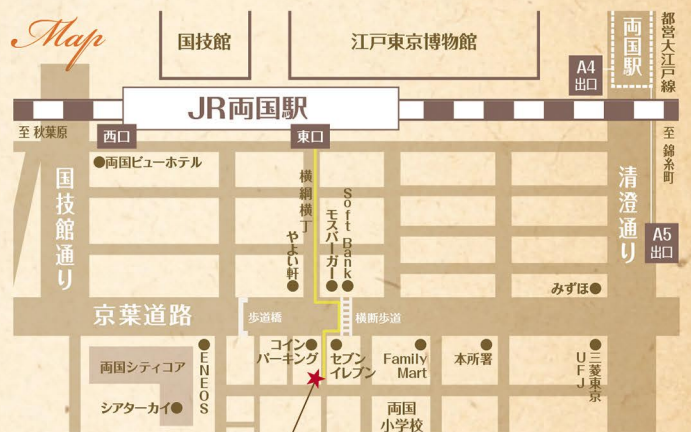 Map
国技館
江戸東京博物館
両国駅
都営大江戸線
A4
出口
JR両国駅
至 秋葉原
西口
東口
至 錦糸町
両国ビューホテル
国技館通り
横綱横丁
やよい軒
モスバーガー
Soft Bank
清澄通り
A5
出口
みずほ
京葉道路
歩道橋
横断歩道
両国シティコア
シアターカイ
ENEOS
コイン
パーキング
セブン
イレブン
Family
Mart
本所署
三菱東京
UFJ
両国
小学校